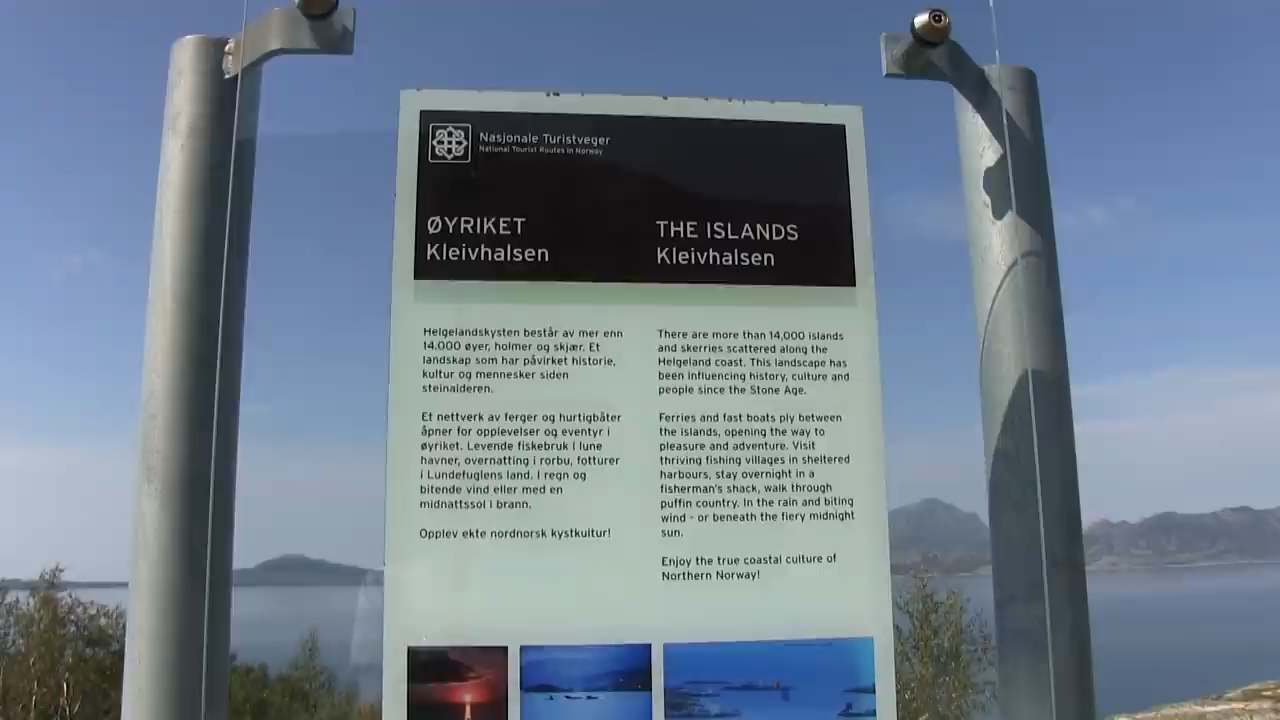 Nasjonale Turistveger
National Tourist Routes in Norway
ØYRIKET
Kleivhalsen
THE ISLANDS
Kleivhalsen
Helgelandskysten består av mer enn
14.000 øyer, holmer og skjær. Et
landskap som har påvirket historie,
kultur og mennesker siden
steinalderen.
Et nettverk av ferger og hurtigbåter
åpner for opplevelser og eventyr i
øyriket. Levende fiskebruk i lune
havner, overnatting i rorbu, fotturer
i Lundefuglens land. I regn og
bitende vind eller med en
midnattssol i brann.
Opplev ekte nordnorsk kystkultur!
There are more than 14,000 islands
and skerries scattered along the
Helgeland coast. This landscape has
been influencing history, culture and
people since the Stone Age.
Ferries and fast boats ply between
the islands, opening the way to
pleasure and adventure. Visit
thriving fishing villages in sheltered
harbours, stay overnight in a
fisherman's shack, walk through
puffin country. In the rain and biting
wind - or beneath the fiery midnight
sun.
Enjoy the true coastal culture of
Northern Norway!